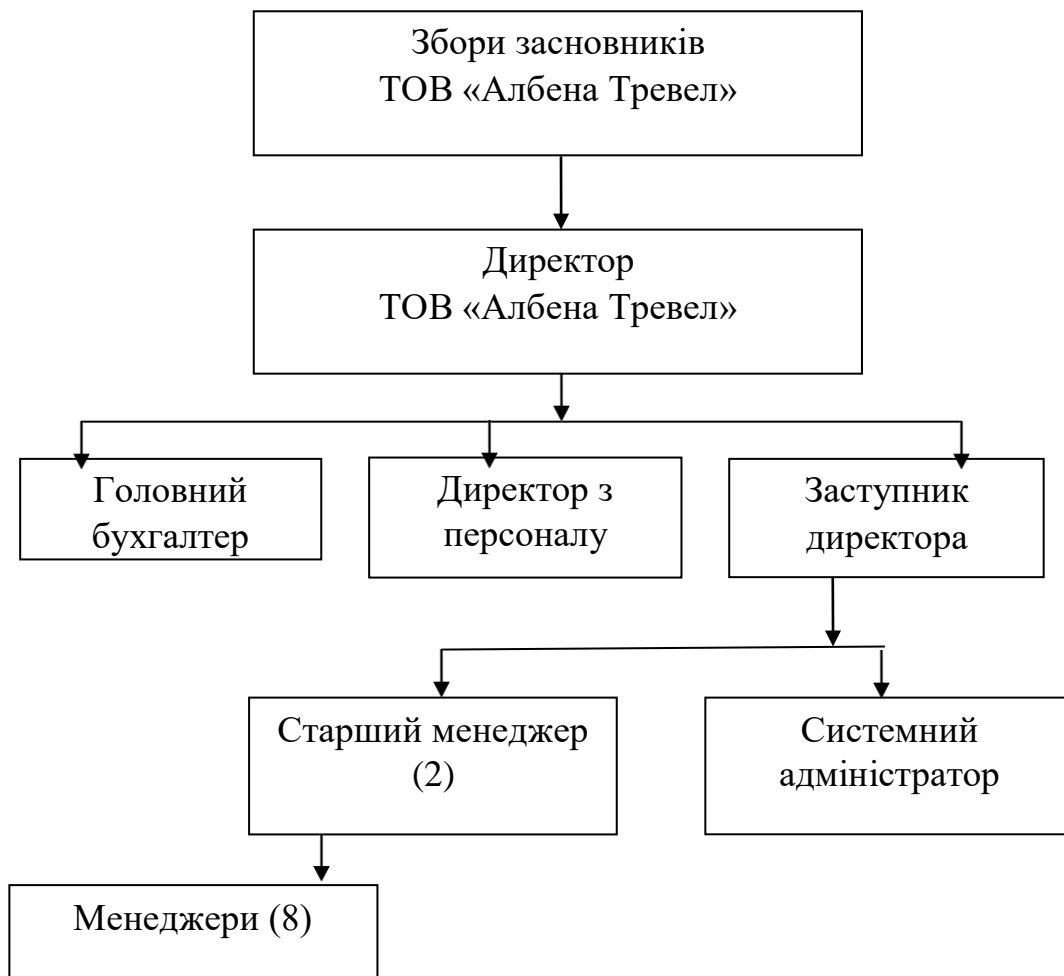 Збори засновників
ТОВ «Албена Тревел»
Директор
ТОВ «Албена Тревел»
Головний
бухгалтер
Директор з
персоналу
Заступник
директора
Старший менеджер
(2)
Системний
адміністратор
Менеджери (8)